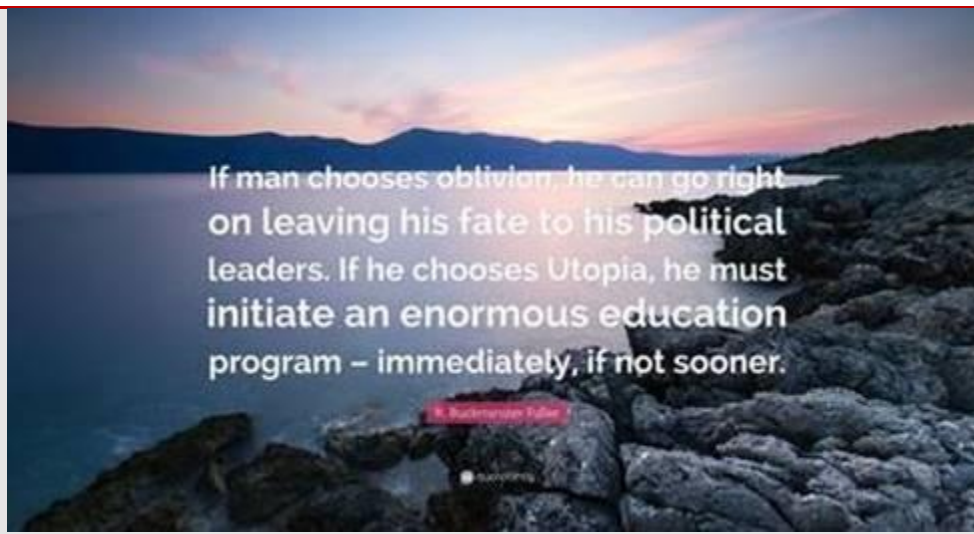 If man chooses oblivion, he can go right
on leaving his fate to his political
leaders. If he chooses Utopia, he must
initiate an enormous education
program – immediately, if not sooner.
R. Buckminster Fuller